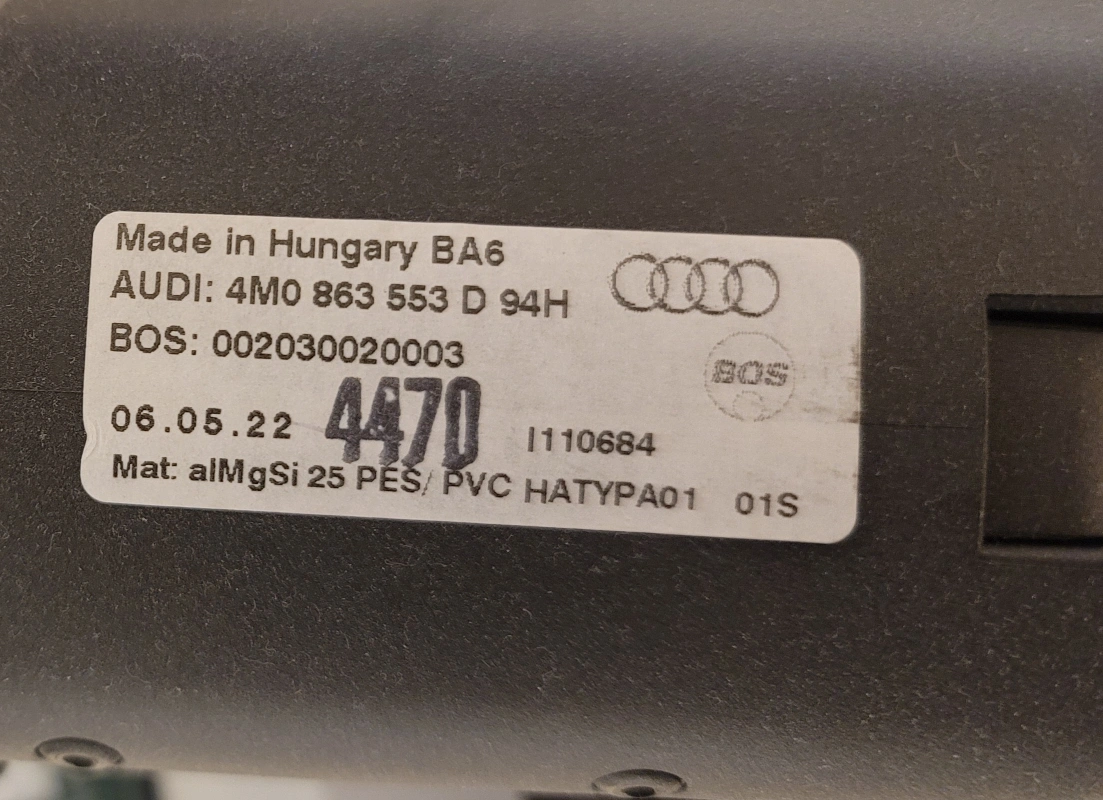 Made in Hungary BA6
AUDI: 4M0 863 553 D 94H
BOS: 002030020003
BOS
06.05.22 4470 I110684
Mat: alMgSi 25 PES/ PVC HATYPA01 01S